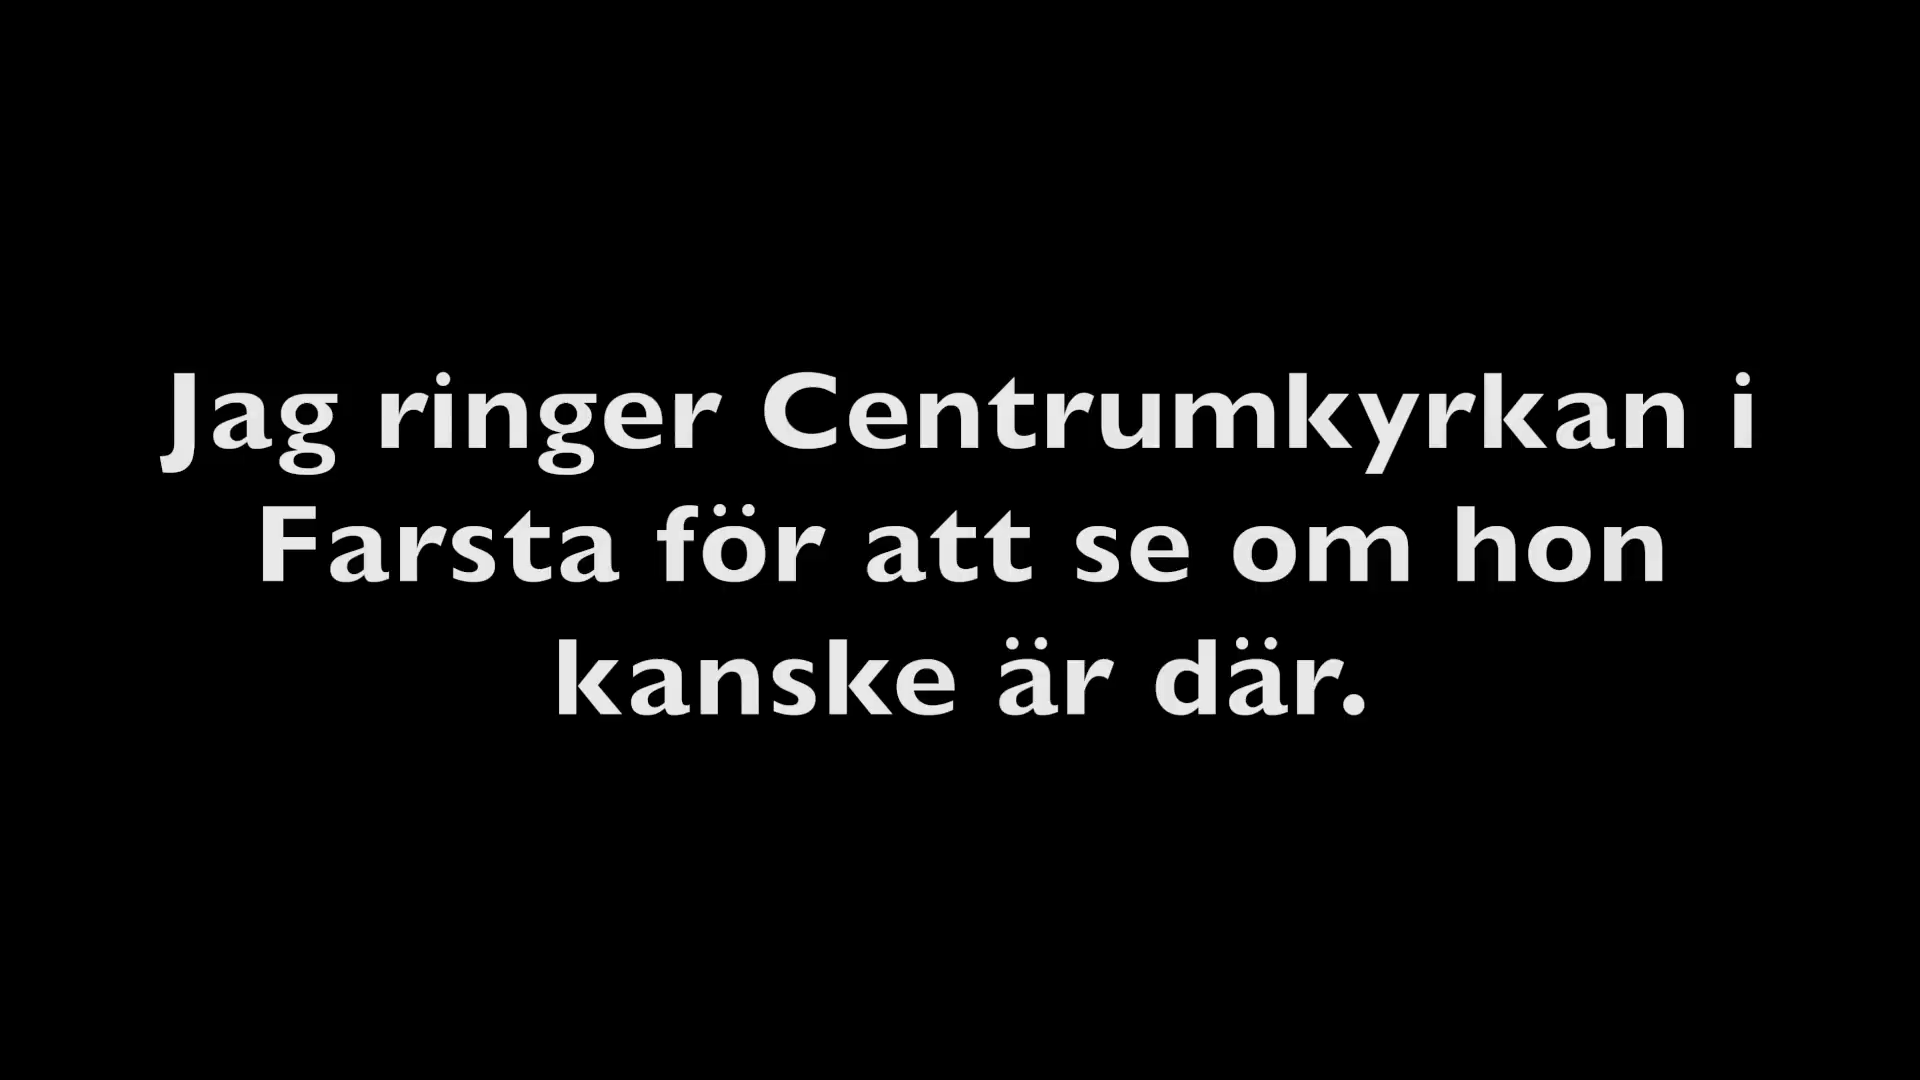 Jag ringer Centrumkyrkan i
Farsta för att se om hon
kanske är där.